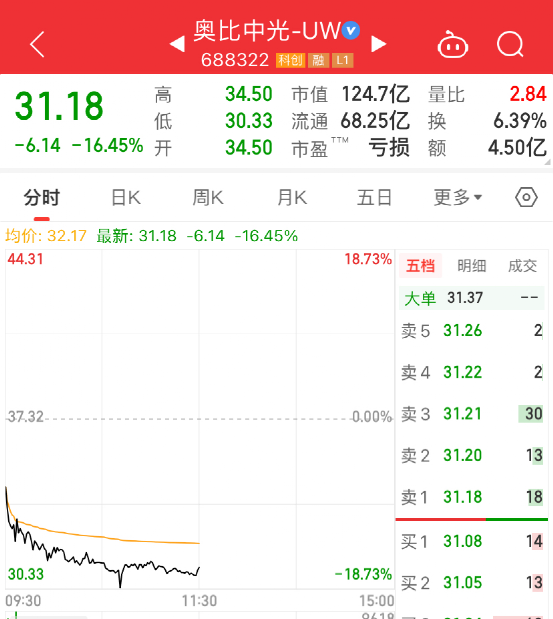 奥比中光-UW
688322 科创 融 L1
31.18 高 34.50 市值 124.7亿 量比 2.84
低 30.33 流通 68.25亿 换 6.39%
-6.14 -16.45% 开 34.50 市盈TTM 亏损 额 4.50亿
分时 日K 周K 月K 五日 更多
均价: 32.17 最新: 31.18 -6.14 -16.45%
44.31 18.73%
37.32 0.00%
30.33 -18.73%
09:30 11:30 15:00
五档 明细 成交
大单 31.37 --
卖5 31.26 2
卖4 31.22 2
卖3 31.21 30
卖2 31.20 13
卖1 31.18 18
买1 31.08 14
买2 31.05 13